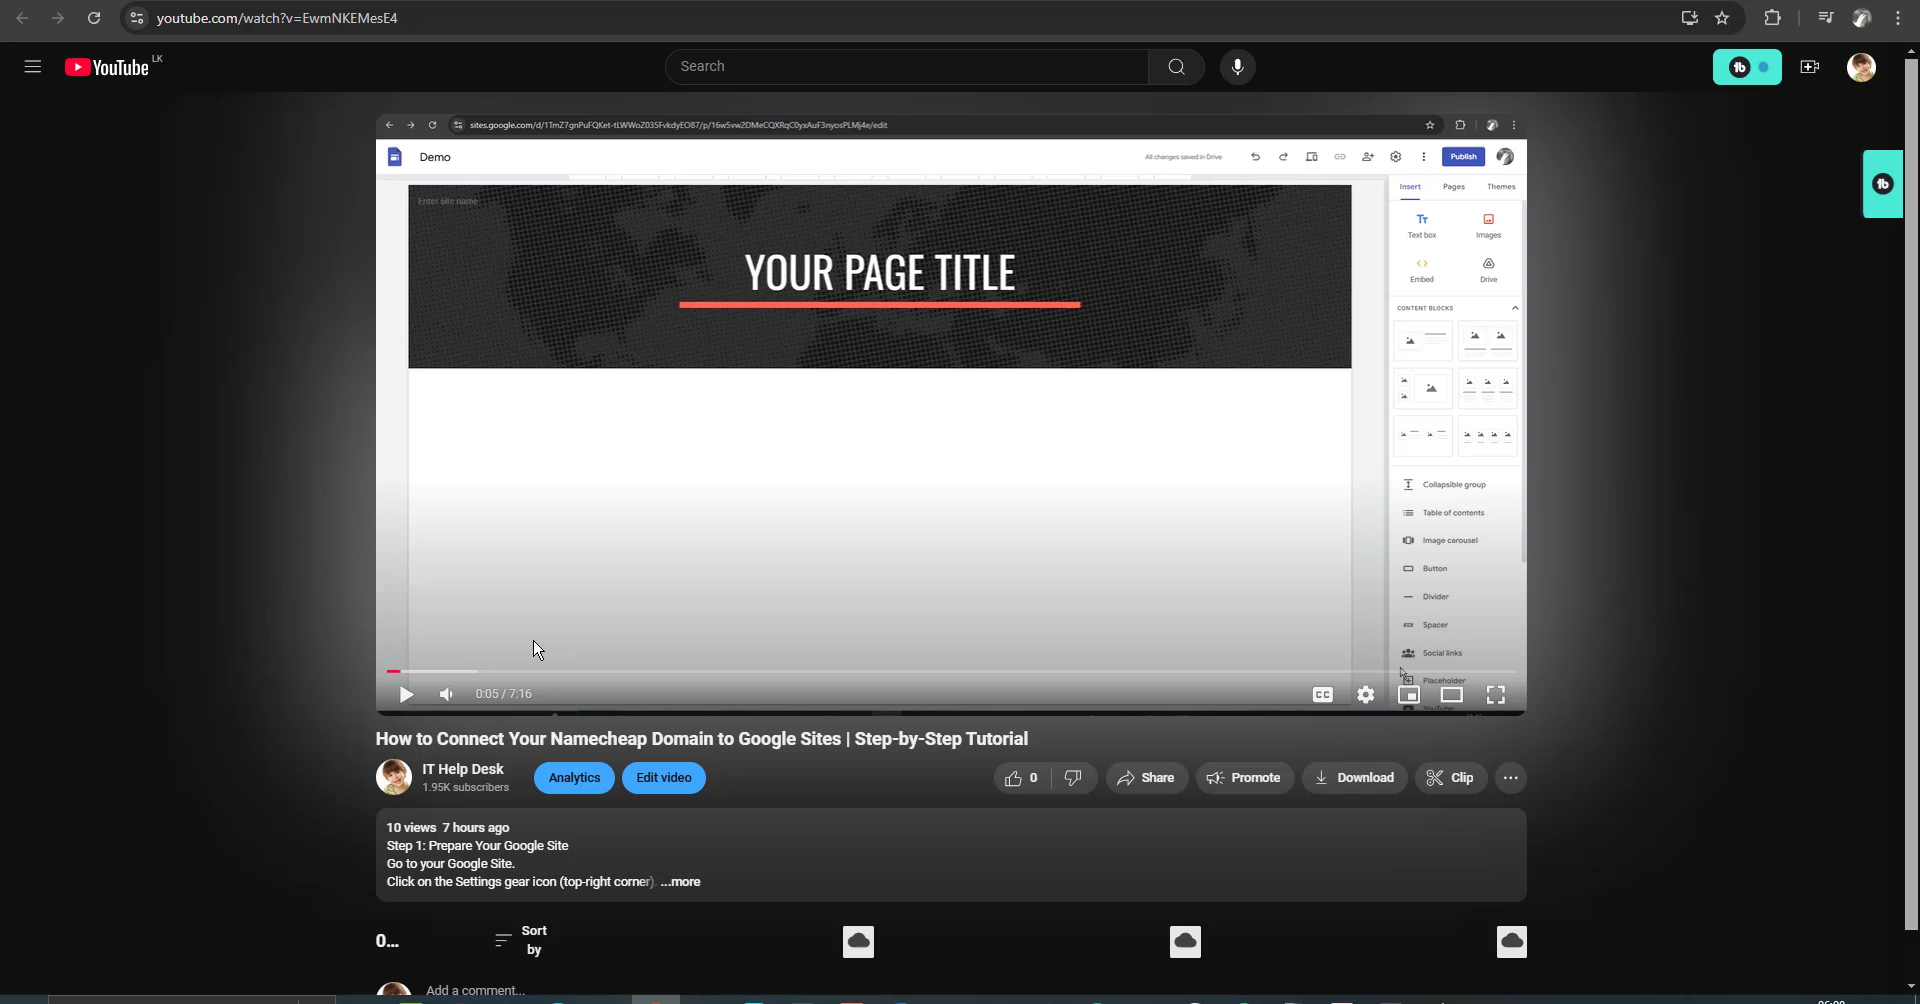 youtube.com/watch?v=EwmNKEMesE4
YouTube LK
Search
sites.google.com/d/1TmZ7gnPuFQKet-tLWWoZ035FvkdyEO87/p/16w5vw2DMeCQXRqC0yxAuF3nyosPLMj4e/edit
Demo
All changes saved in Drive
Publish
Insert
Pages
Themes
Enter site name
YOUR PAGE TITLE
Text box
Images
Embed
Drive
CONTENT BLOCKS
Collapsible group
Table of contents
Image carousel
Button
Divider
Spacer
Social links
Placeholder
YouTube
0:05 / 7:16
CC
How to Connect Your Namecheap Domain to Google Sites | Step-by-Step Tutorial
IT Help Desk
1.95K subscribers
Analytics
Edit video
0
Share
Promote
Download
Clip
10 views 7 hours ago
Step 1: Prepare Your Google Site
Go to your Google Site.
Click on the Settings gear icon (top-right corner). ...more
0...
Sort
by
Add a comment...